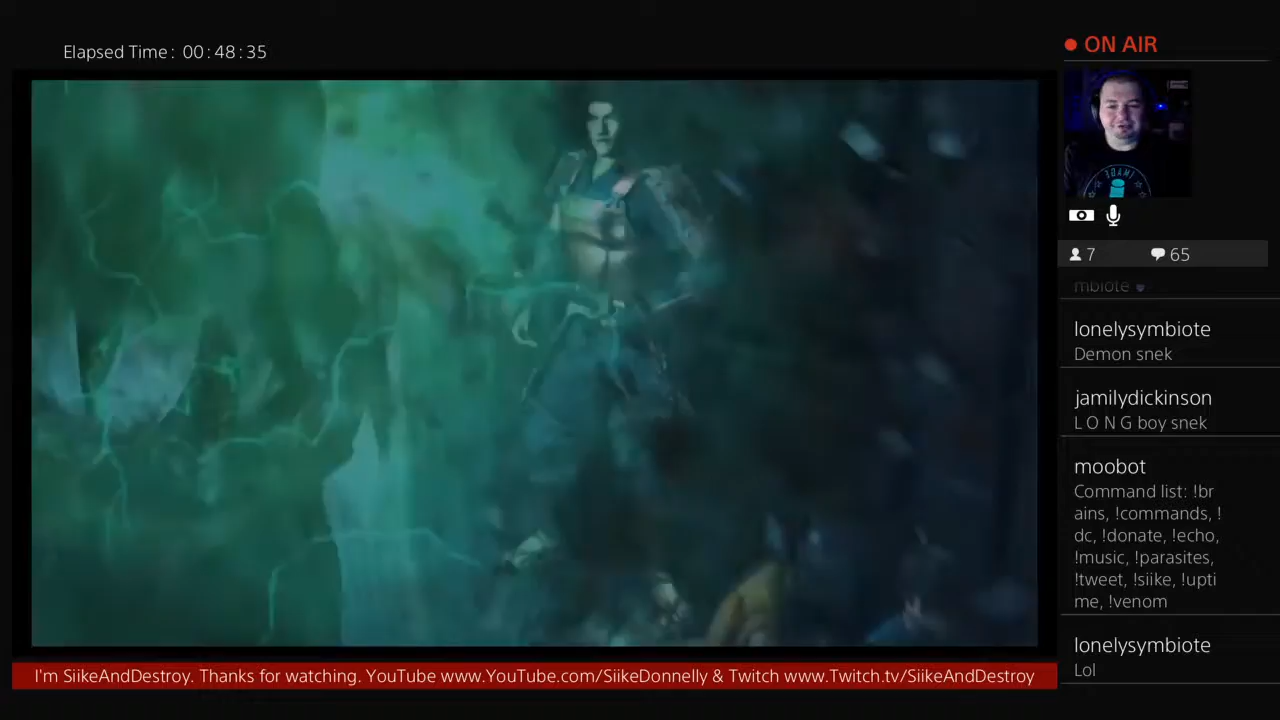 Elapsed Time: 00:48:35
ON AIR
7
65
mbiote
lonelysymbiote
Demon snek
jamilydickinson
L O N G boy snek
moobot
Command list: !br
ains, !commands, !
dc, !donate, !echo,
!music, !parasites,
!tweet, !siike, !upti
me, !venom
lonelysymbiote
Lol
I'm SiikeAndDestroy. Thanks for watching. YouTube www.YouTube.com/SiikeDonnelly & Twitch www.Twitch.tv/SiikeAndDestroy